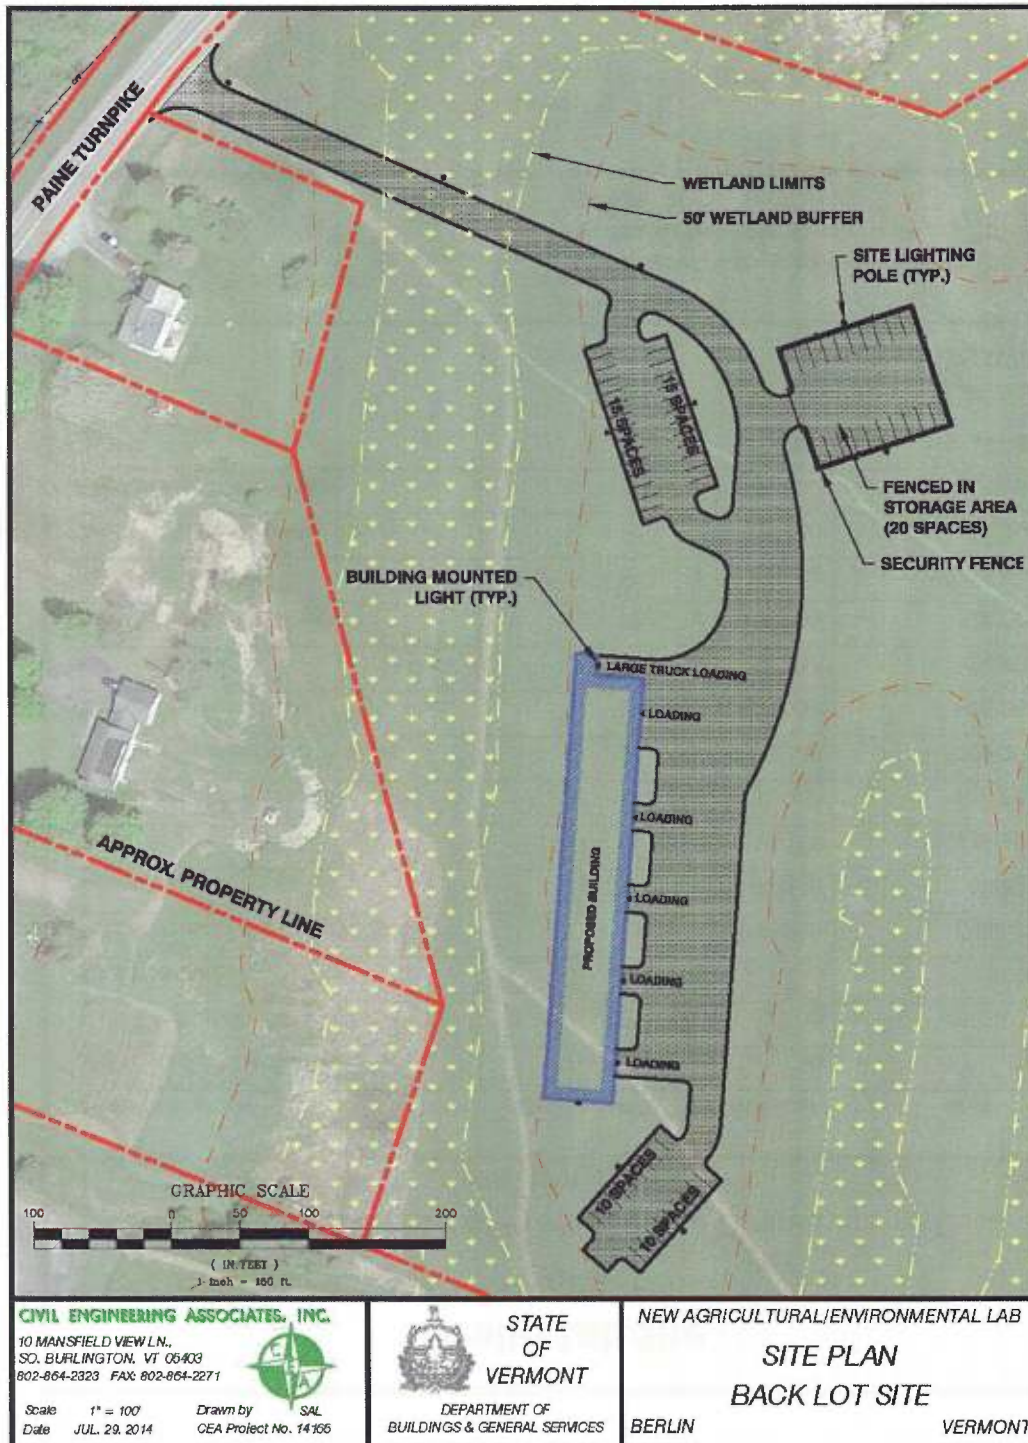 PAINE TURNPIKE
WETLAND LIMITS
50' WETLAND BUFFER
SITE LIGHTING
POLE (TYP.)
15 SPACES
15 SPACES
FENCED IN
STORAGE AREA
(20 SPACES)
SECURITY FENCE
BUILDING MOUNTED
LIGHT (TYP.)
LARGE TRUCK LOADING
LOADING
LOADING
LOADING
LOADING
LOADING
PROPOSED BUILDING
APPROX. PROPERTY LINE
10 SPACES
10 SPACES
GRAPHIC SCALE
100 0 50 100 200
( IN FEET )
CIVIL ENGINEERING ASSOCIATES, INC.
10 MANSFIELD VIEW LN.,
SO. BURLINGTON, VT 05403
802-864-2323 FAX: 802-864-2271
C E A
Scale 1" = 100' Drawn by SAL
Date JUL. 29, 2014 CEA Project No. 14165
STATE
OF
VERMONT
DEPARTMENT OF
BUILDINGS & GENERAL SERVICES
NEW AGRICULTURAL/ENVIRONMENTAL LAB
SITE PLAN
BACK LOT SITE
BERLIN VERMONT